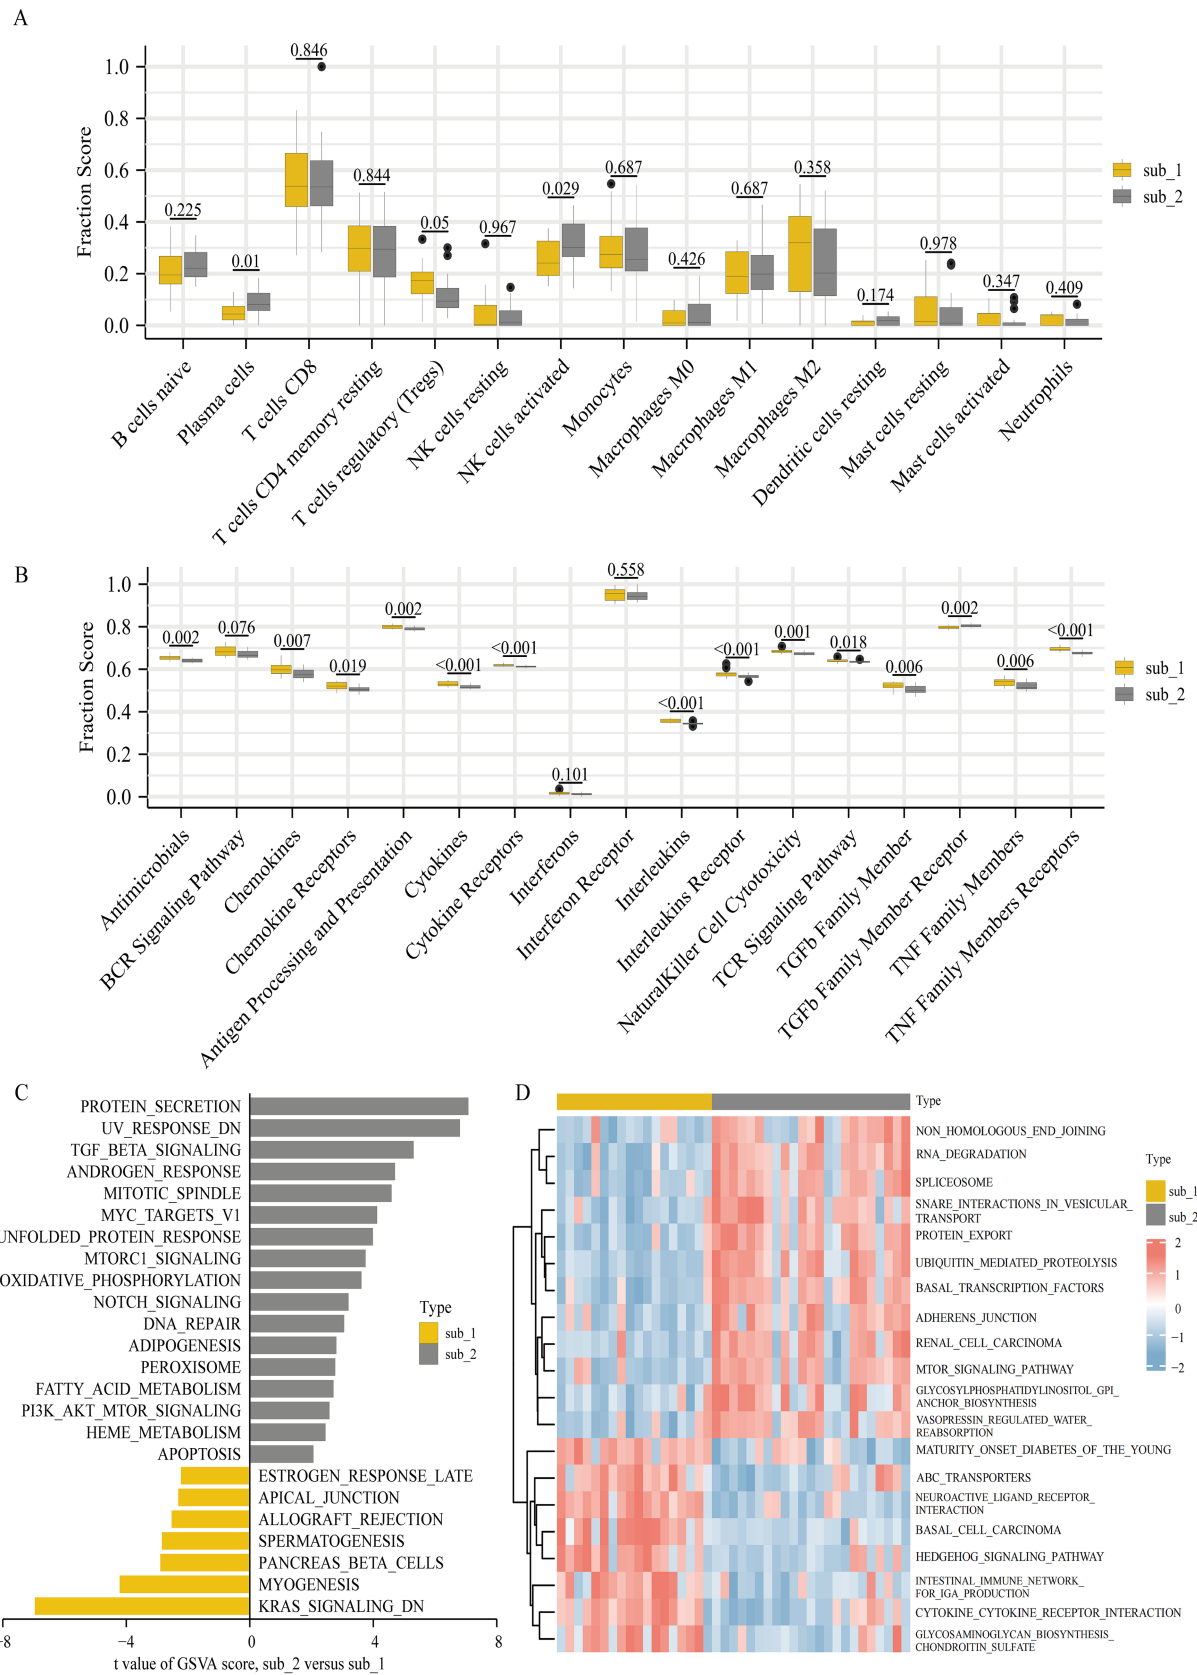 A
Fraction Score
1.0
0.8
0.6
0.4
0.2
0.0
0.225
0.01
0.846
0.844
0.05
0.967
0.029
0.687
0.426
0.687
0.358
0.174
0.978
0.347
0.409
sub_1
sub_2
B cells naive
Plasma cells
T cells CD8
T cells CD4 memory resting
T cells regulatory (Tregs)
NK cells resting
NK cells activated
Monocytes
Macrophages M0
Macrophages M1
Macrophages M2
Dendritic cells resting
Mast cells resting
Mast cells activated
Neutrophils
B
Fraction Score
1.0
0.8
0.6
0.4
0.2
0.0
0.002
0.076
0.007
0.019
0.002
<0.001
<0.001
0.101
0.558
<0.001
<0.001
0.001
0.018
0.006
0.002
0.006
<0.001
sub_1
sub_2
Antimicrobials
BCR Signaling Pathway
Chemokines
Chemokine Receptors
Antigen Processing and Presentation
Cytokines
Cytokine Receptors
Interferons
Interferon Receptor
Interleukins
Interleukins Receptor
NaturalKiller Cell Cytotoxicity
TCR Signaling Pathway
TGFb Family Member
TGFb Family Member Receptor
TNF Family Members
TNF Family Members Receptors
C
PROTEIN_SECRETION
UV_RESPONSE_DN
TGF_BETA_SIGNALING
ANDROGEN_RESPONSE
MITOTIC_SPINDLE
MYC_TARGETS_V1
UNFOLDED_PROTEIN_RESPONSE
MTORC1_SIGNALING
OXIDATIVE_PHOSPHORYLATION
NOTCH_SIGNALING
DNA_REPAIR
ADIPOGENESIS
PEROXISOME
FATTY_ACID_METABOLISM
PI3K_AKT_MTOR_SIGNALING
HEME_METABOLISM
APOPTOSIS
ESTROGEN_RESPONSE_LATE
APICAL_JUNCTION
ALLOGRAFT_REJECTION
SPERMATOGENESIS
PANCREAS_BETA_CELLS
MYOGENESIS
KRAS_SIGNALING_DN
Type
sub_1
sub_2
−8
−4
0
4
8
t value of GSVA score, sub_2 versus sub_1
D
Type
NON_HOMOLOGOUS_END_JOINING
RNA_DEGRADATION
SPLICEOSOME
SNARE_INTERACTIONS_IN_VESICULAR_
TRANSPORT
PROTEIN_EXPORT
UBIQUITIN_MEDIATED_PROTEOLYSIS
BASAL_TRANSCRIPTION_FACTORS
ADHERENS_JUNCTION
RENAL_CELL_CARCINOMA
MTOR_SIGNALING_PATHWAY
GLYCOSYLPHOSPHATIDYLINOSITOL_GPI_
ANCHOR_BIOSYNTHESIS
VASOPRESSIN_REGULATED_WATER_
REABSORPTION
MATURITY_ONSET_DIABETES_OF_THE_YOUNG
ABC_TRANSPORTERS
NEUROACTIVE_LIGAND_RECEPTOR_
INTERACTION
BASAL_CELL_CARCINOMA
HEDGEHOG_SIGNALING_PATHWAY
INTESTINAL_IMMUNE_NETWORK_
FOR_IGA_PRODUCTION
CYTOKINE_CYTOKINE_RECEPTOR_INTERACTION
GLYCOSAMINOGLYCAN_BIOSYNTHESIS_
CHONDROITIN_SULFATE
Type
sub_1
sub_2
2
1
0
−1
−2